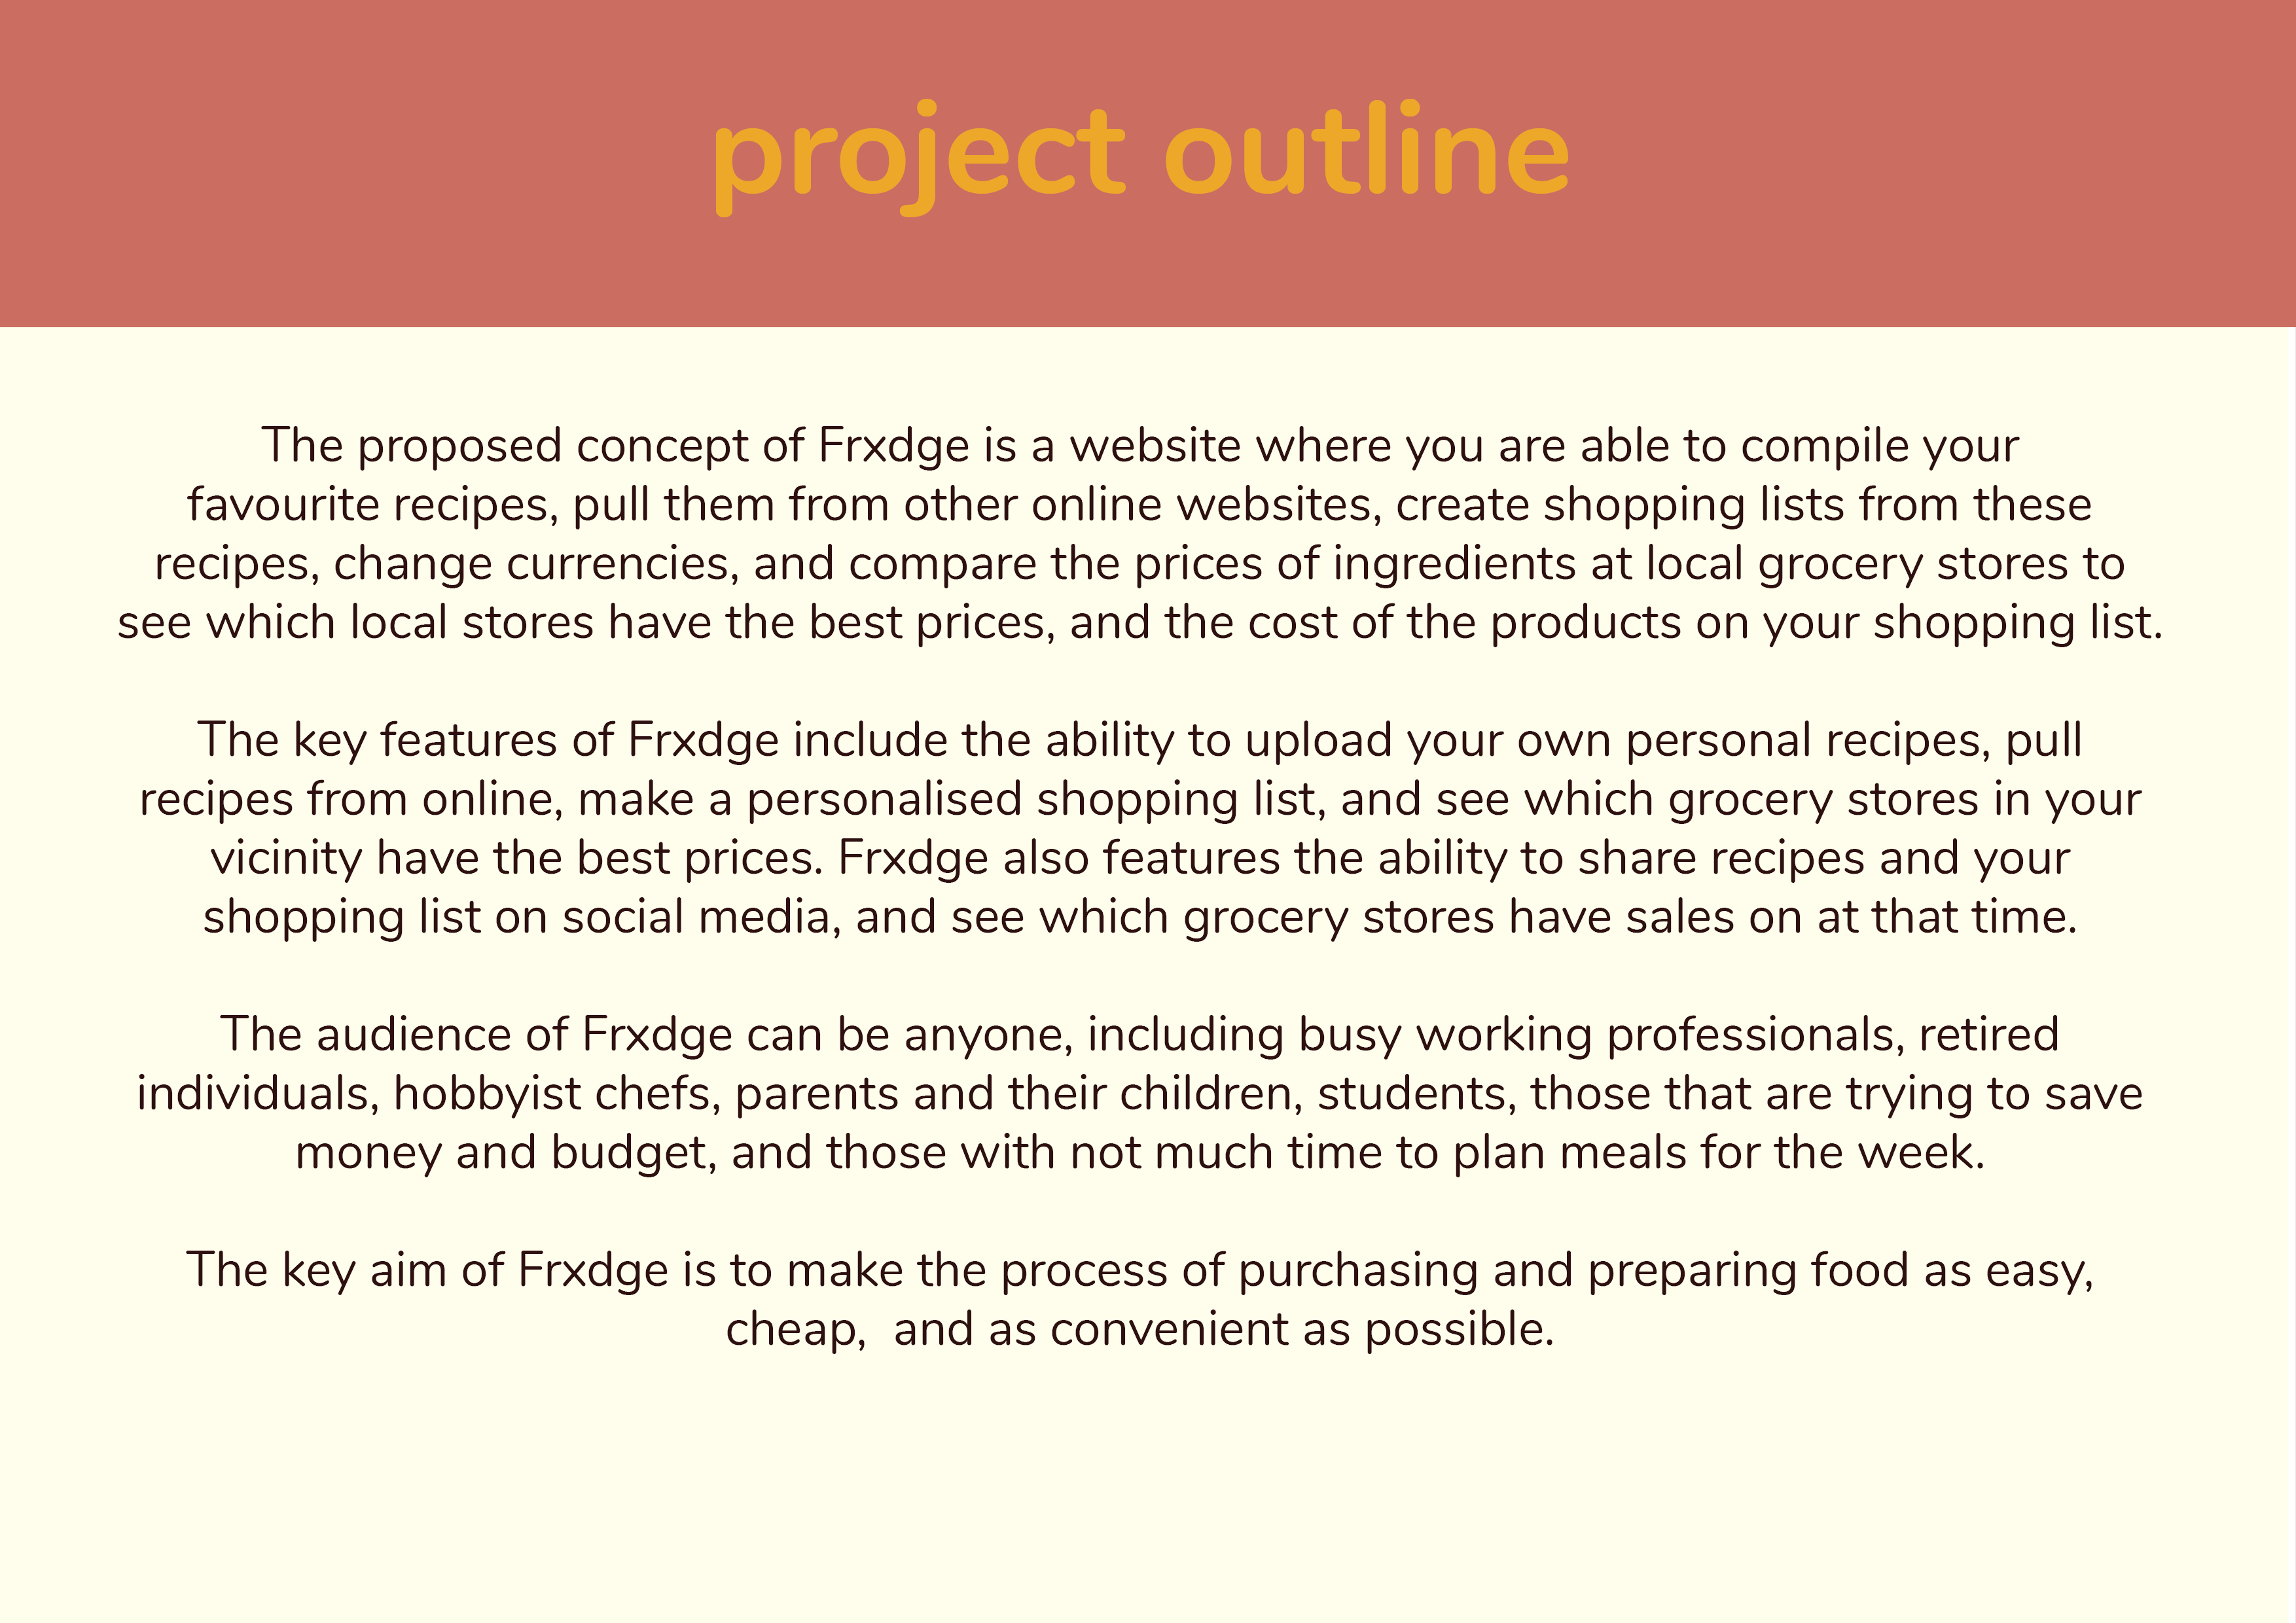 project outline
The proposed concept of Frxdge is a website where you are able to compile your
favourite recipes, pull them from other online websites, create shopping lists from these
recipes, change currencies, and compare the prices of ingredients at local grocery stores to
see which local stores have the best prices, and the cost of the products on your shopping list.
The key features of Frxdge include the ability to upload your own personal recipes, pull
recipes from online, make a personalised shopping list, and see which grocery stores in your
vicinity have the best prices. Frxdge also features the ability to share recipes and your
shopping list on social media, and see which grocery stores have sales on at that time.
The audience of Frxdge can be anyone, including busy working professionals, retired
individuals, hobbyist chefs, parents and their children, students, those that are trying to save
money and budget, and those with not much time to plan meals for the week.
The key aim of Frxdge is to make the process of purchasing and preparing food as easy,
cheap,  and as convenient as possible.